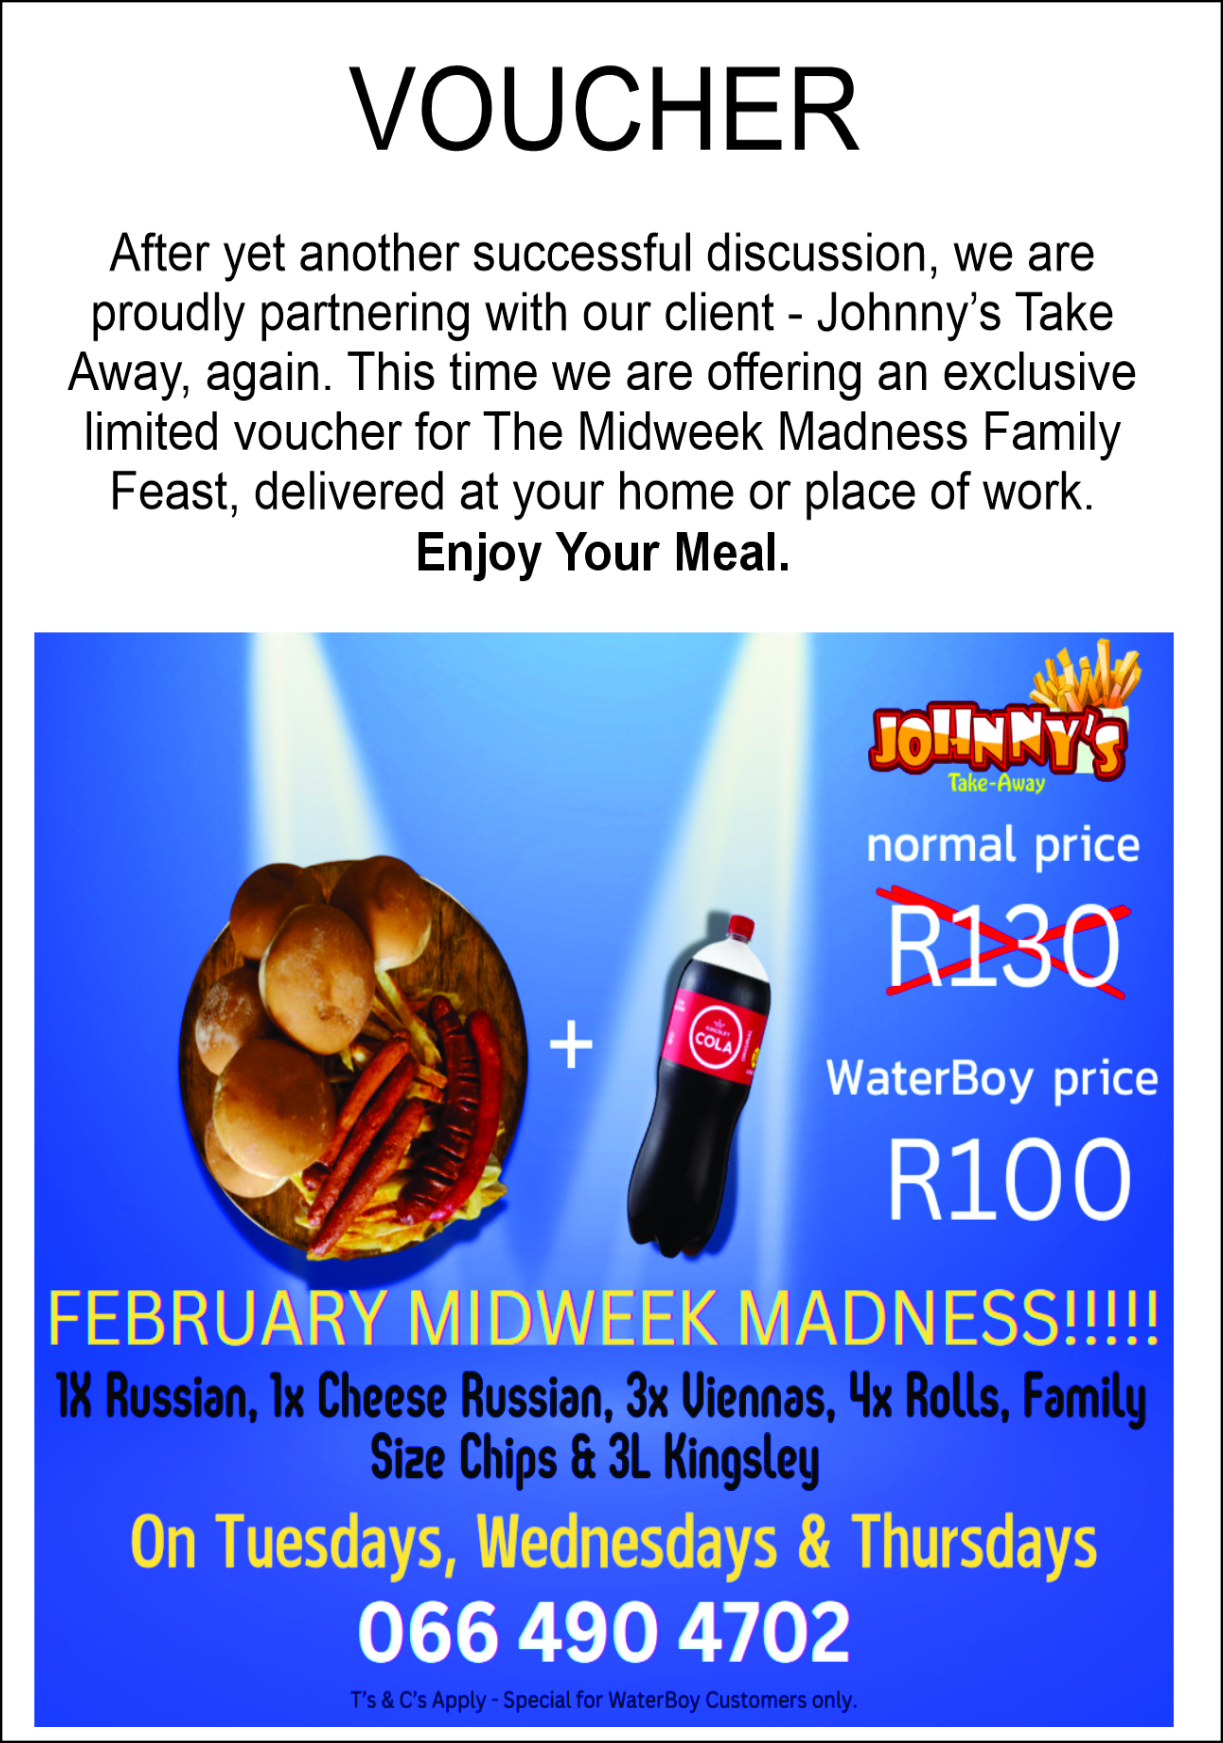 VOUCHER
After yet another successful discussion, we are
proudly partnering with our client - Johnny’s Take
Away, again. This time we are offering an exclusive
limited voucher for The Midweek Madness Family
Feast, delivered at your home or place of work.
Enjoy Your Meal.
JOHNNY'S
Take-Away
normal price
R130
KINGSLEY
COLA
ORIGINAL
WaterBoy price
+
R100
FEBRUARY MIDWEEK MADNESS!!!!!
1X Russian, 1x Cheese Russian, 3x Viennas, 4x Rolls, Family
Size Chips & 3L Kingsley
On Tuesdays, Wednesdays & Thursdays
066 490 4702
T's & C's Apply - Special for WaterBoy Customers only.